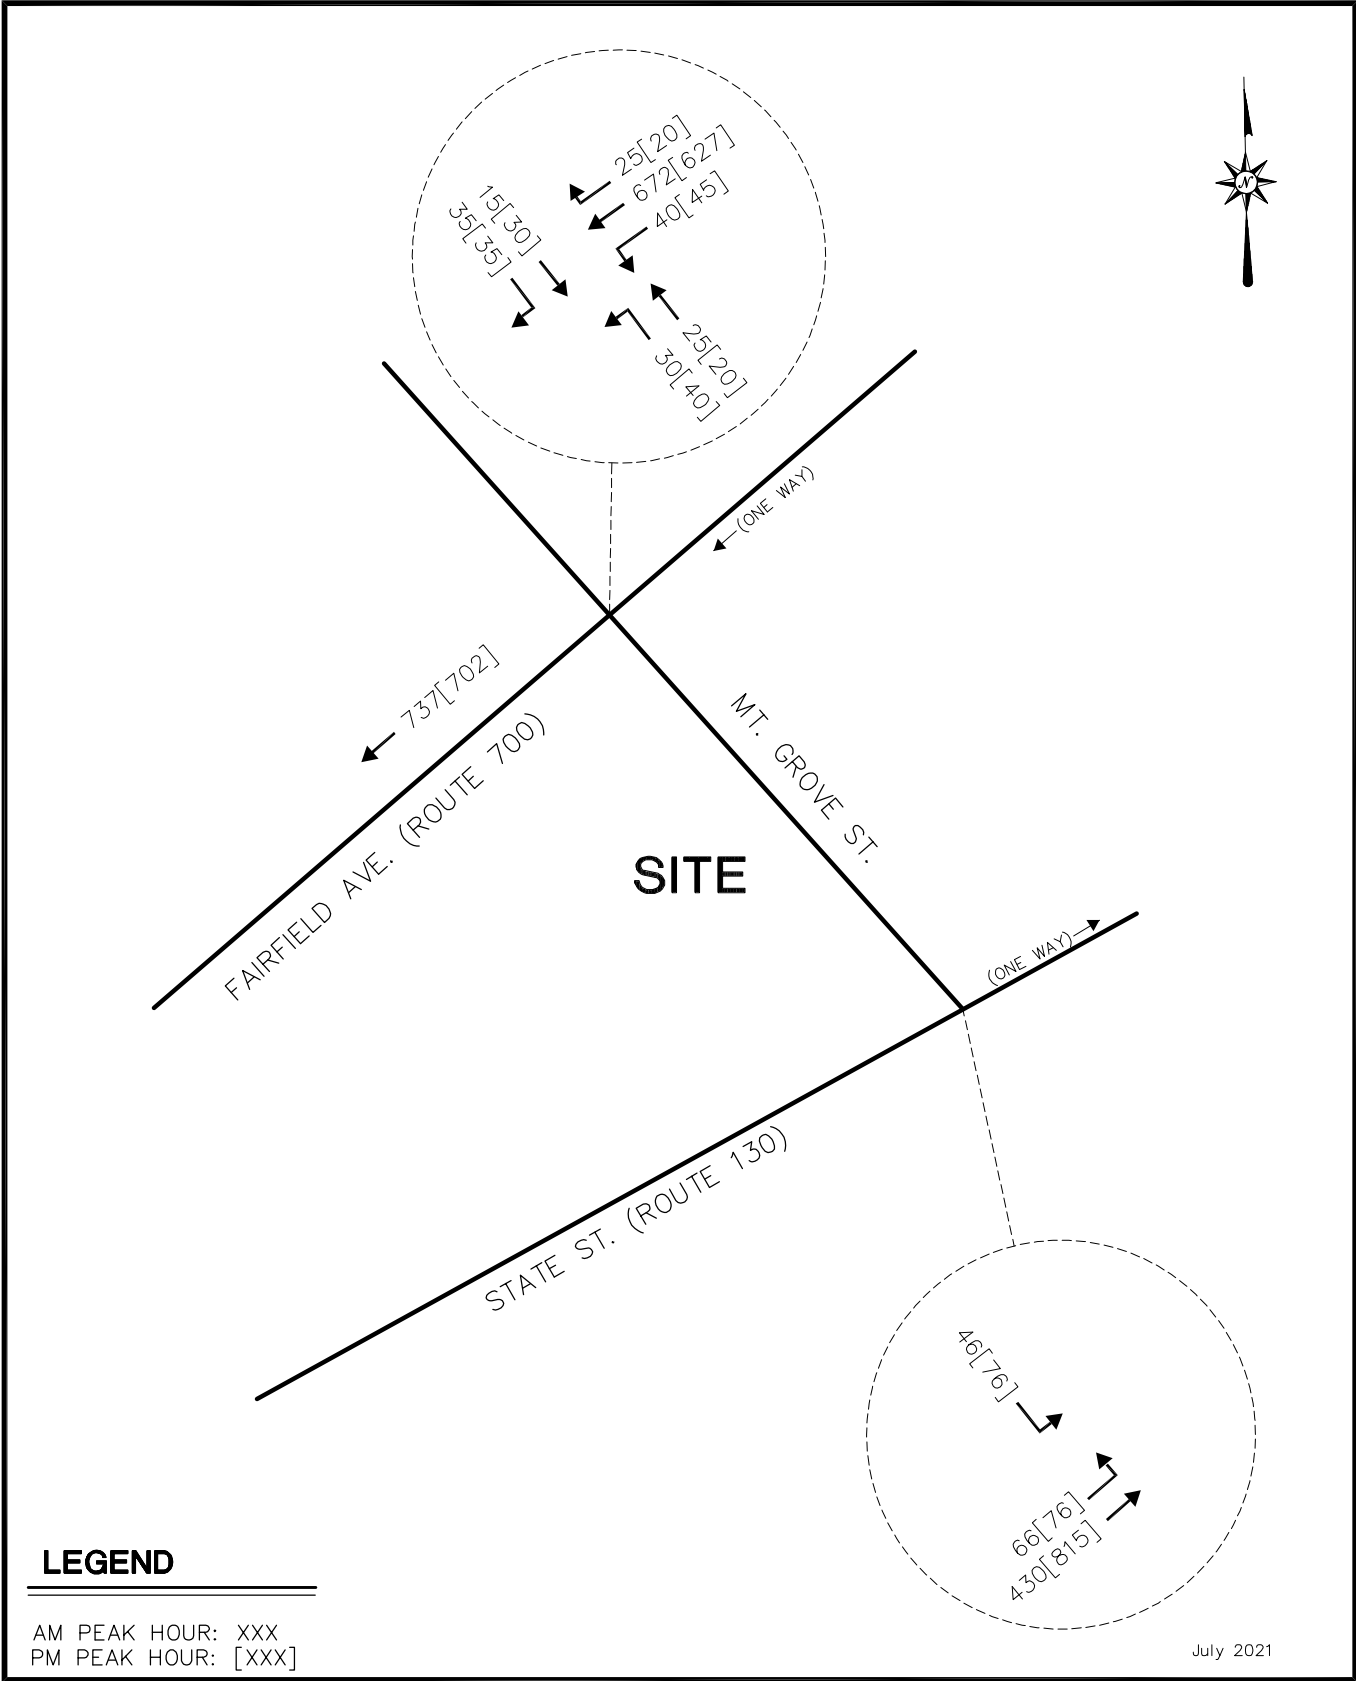 25[20]
672[627]
40[45]
15[30]
35[35]
25[20]
30[40]
N
(ONE WAY)
737[702]
FAIRFIELD AVE. (ROUTE 700)
MT. GROVE ST.
SITE
(ONE WAY)
STATE ST. (ROUTE 130)
46[76]
66[76]
430[815]
LEGEND
AM PEAK HOUR: XXX
PM PEAK HOUR: [XXX]
July 2021